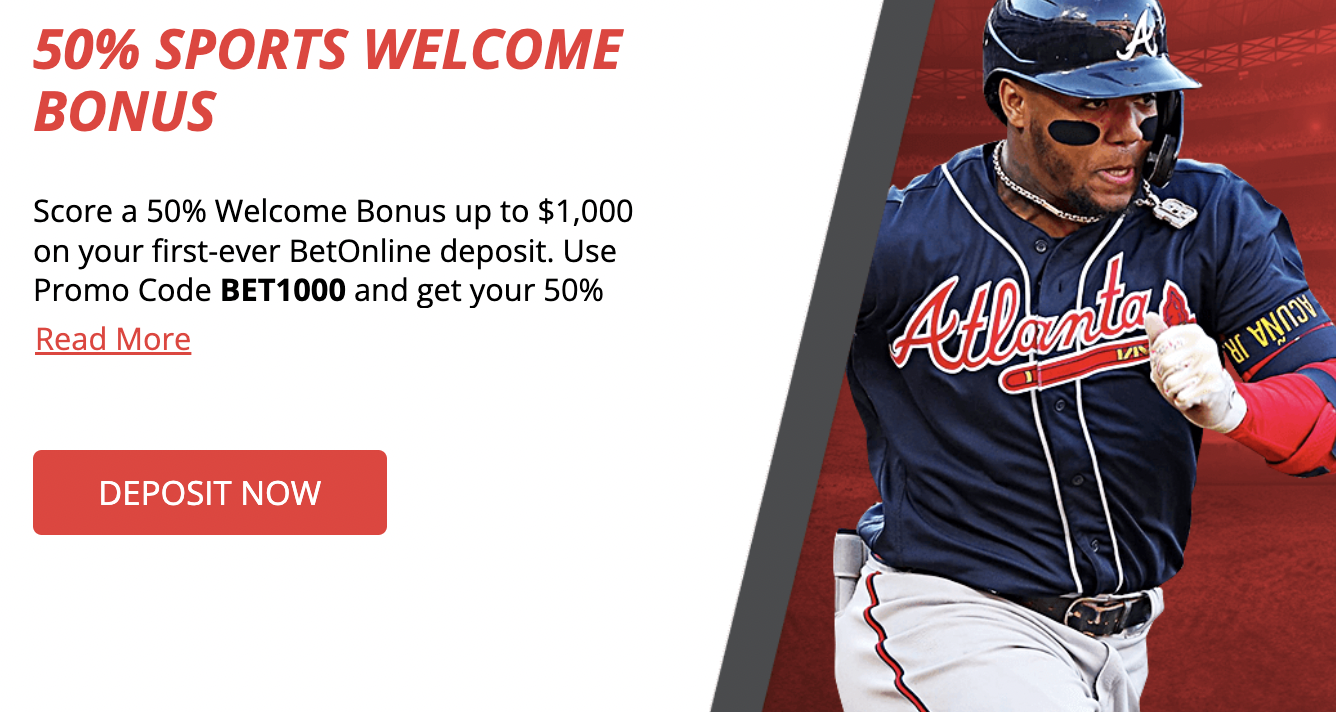 50% SPORTS WELCOME
BONUS
Score a 50% Welcome Bonus up to $1,000
on your first-ever BetOnline deposit. Use
Promo Code BET1000 and get your 50%
Read More
DEPOSIT NOW
A
Atlanta
ACUÑA JR.